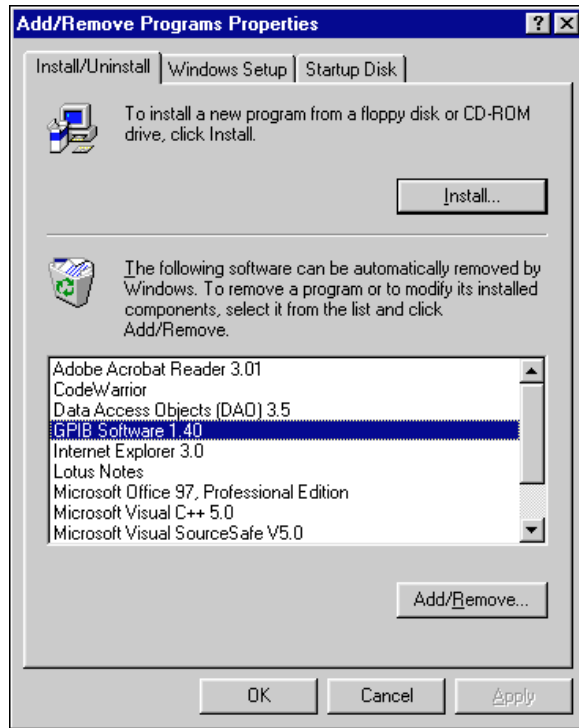 Add/Remove Programs Properties
Install/Uninstall Windows Setup Startup Disk
To install a new program from a floppy disk or CD-ROM
drive, click Install.
Install...
The following software can be automatically removed by
Windows. To remove a program or to modify its installed
components, select it from the list and click
Add/Remove.
Adobe Acrobat Reader 3.01
CodeWarrior
Data Access Objects (DAO) 3.5
GPIB Software 1.40
Internet Explorer 3.0
Lotus Notes
Microsoft Office 97, Professional Edition
Microsoft Visual C++ 5.0
Microsoft Visual SourceSafe V5.0
Add/Remove...
OK Cancel Apply